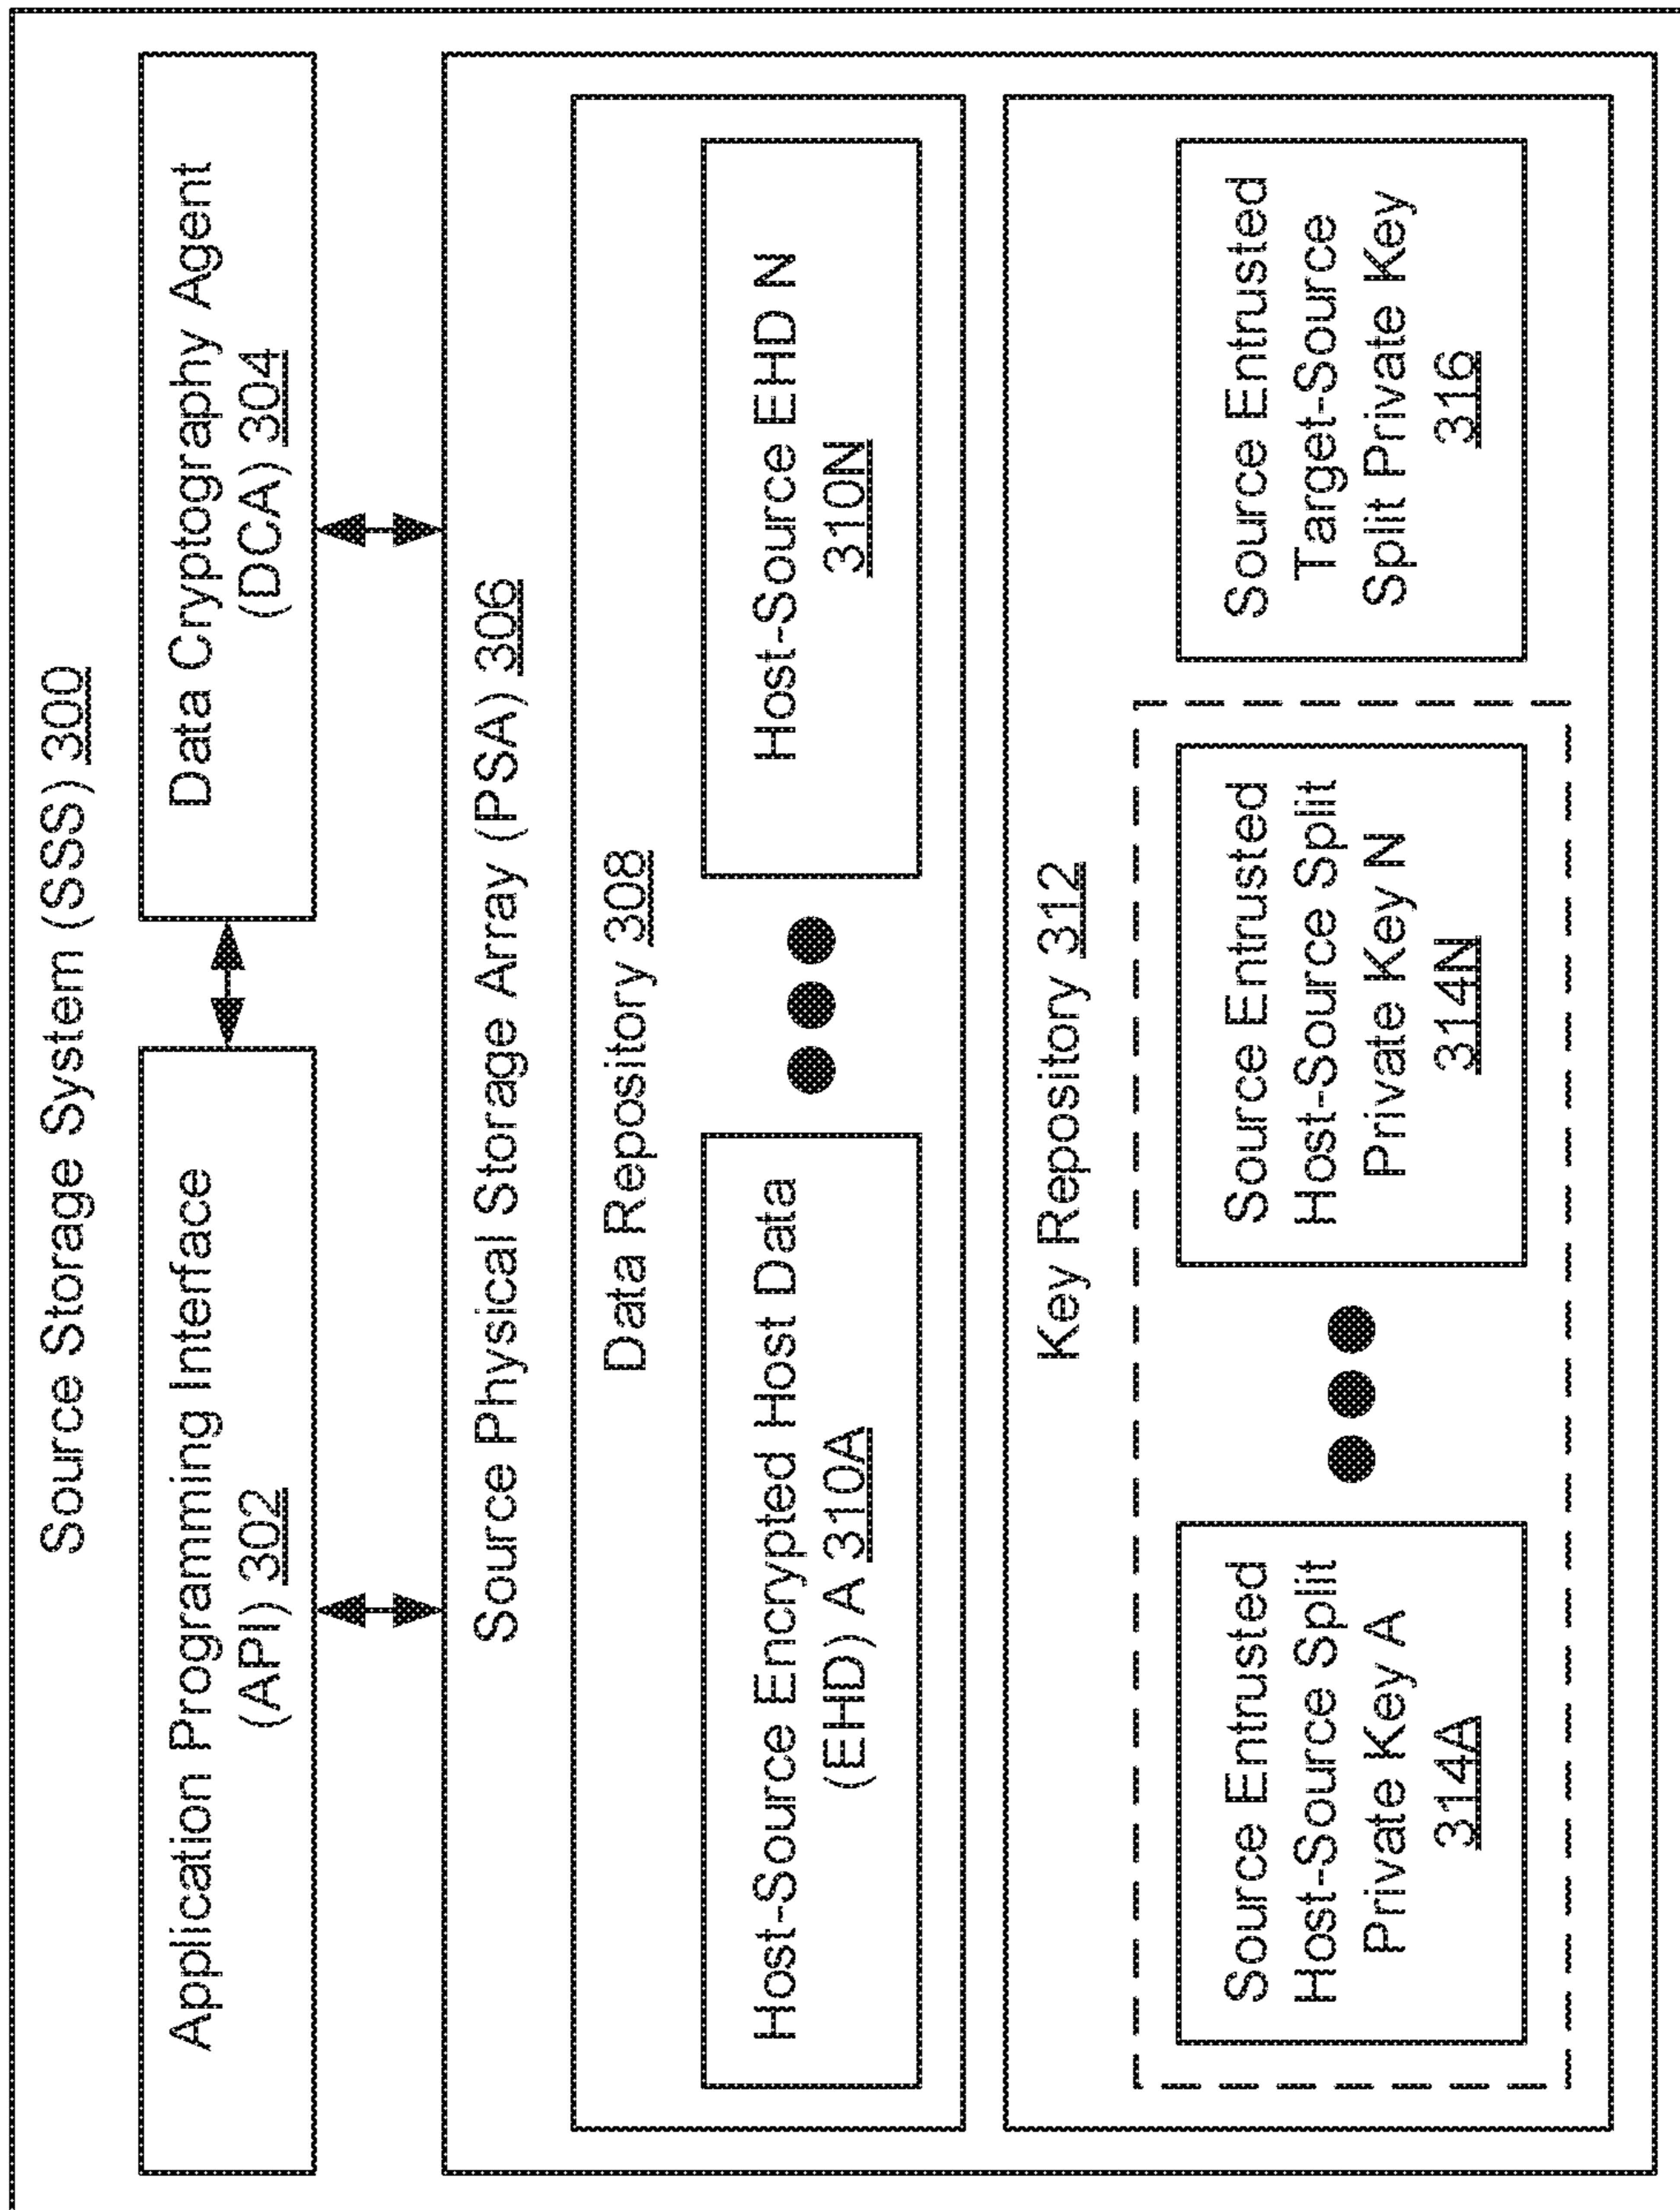 Source Storage System (SSS) 300
Application Programming Interface
(API) 302
Data Cryptography Agent
(DCA) 304
Source Physical Storage Array (PSA) 306
Data Repository 308
Host-Source Encrypted Host Data
(EHD) A 310A
Host-Source EHD N
310N
Key Repository 312
Source Entrusted
Host-Source Split
Private Key A
314A
Source Entrusted
Host-Source Split
Private Key N
314N
Source Entrusted
Target-Source
Split Private Key
316